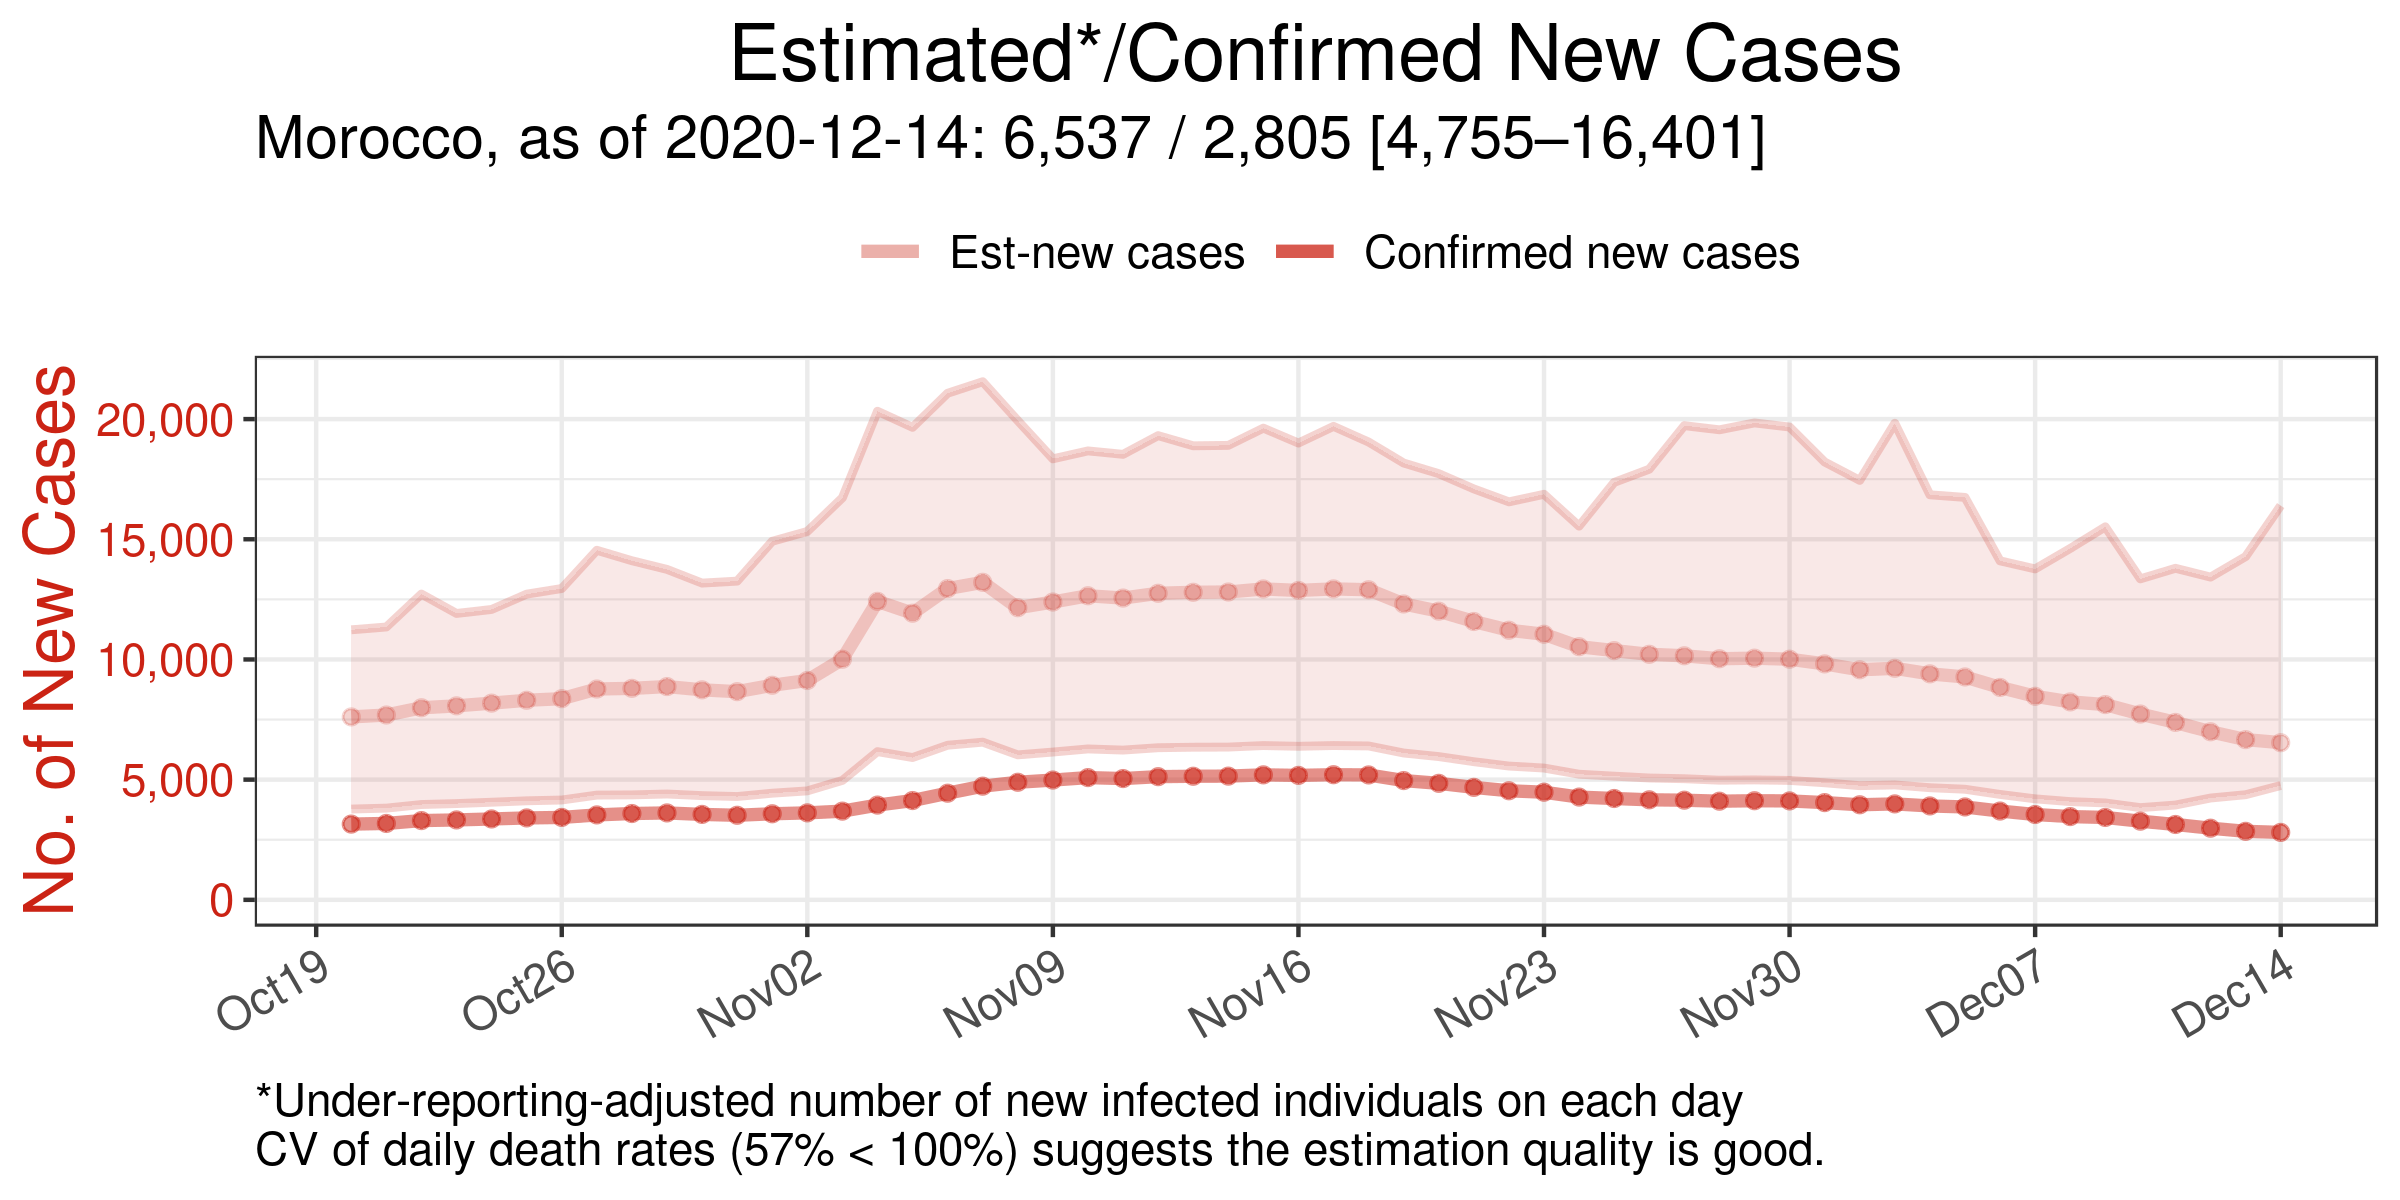 Estimated*/Confirmed New Cases
Morocco, as of 2020-12-14: 6,537 / 2,805 [4,755–16,401]
Est-new cases
Confirmed new cases
No. of New Cases
20,000
15,000
10,000
5,000
0
Oct19
Oct26
Nov02
Nov09
Nov16
Nov23
Nov30
Dec07
Dec14
*Under-reporting-adjusted number of new infected individuals on each day
CV of daily death rates (57% < 100%) suggests the estimation quality is good.